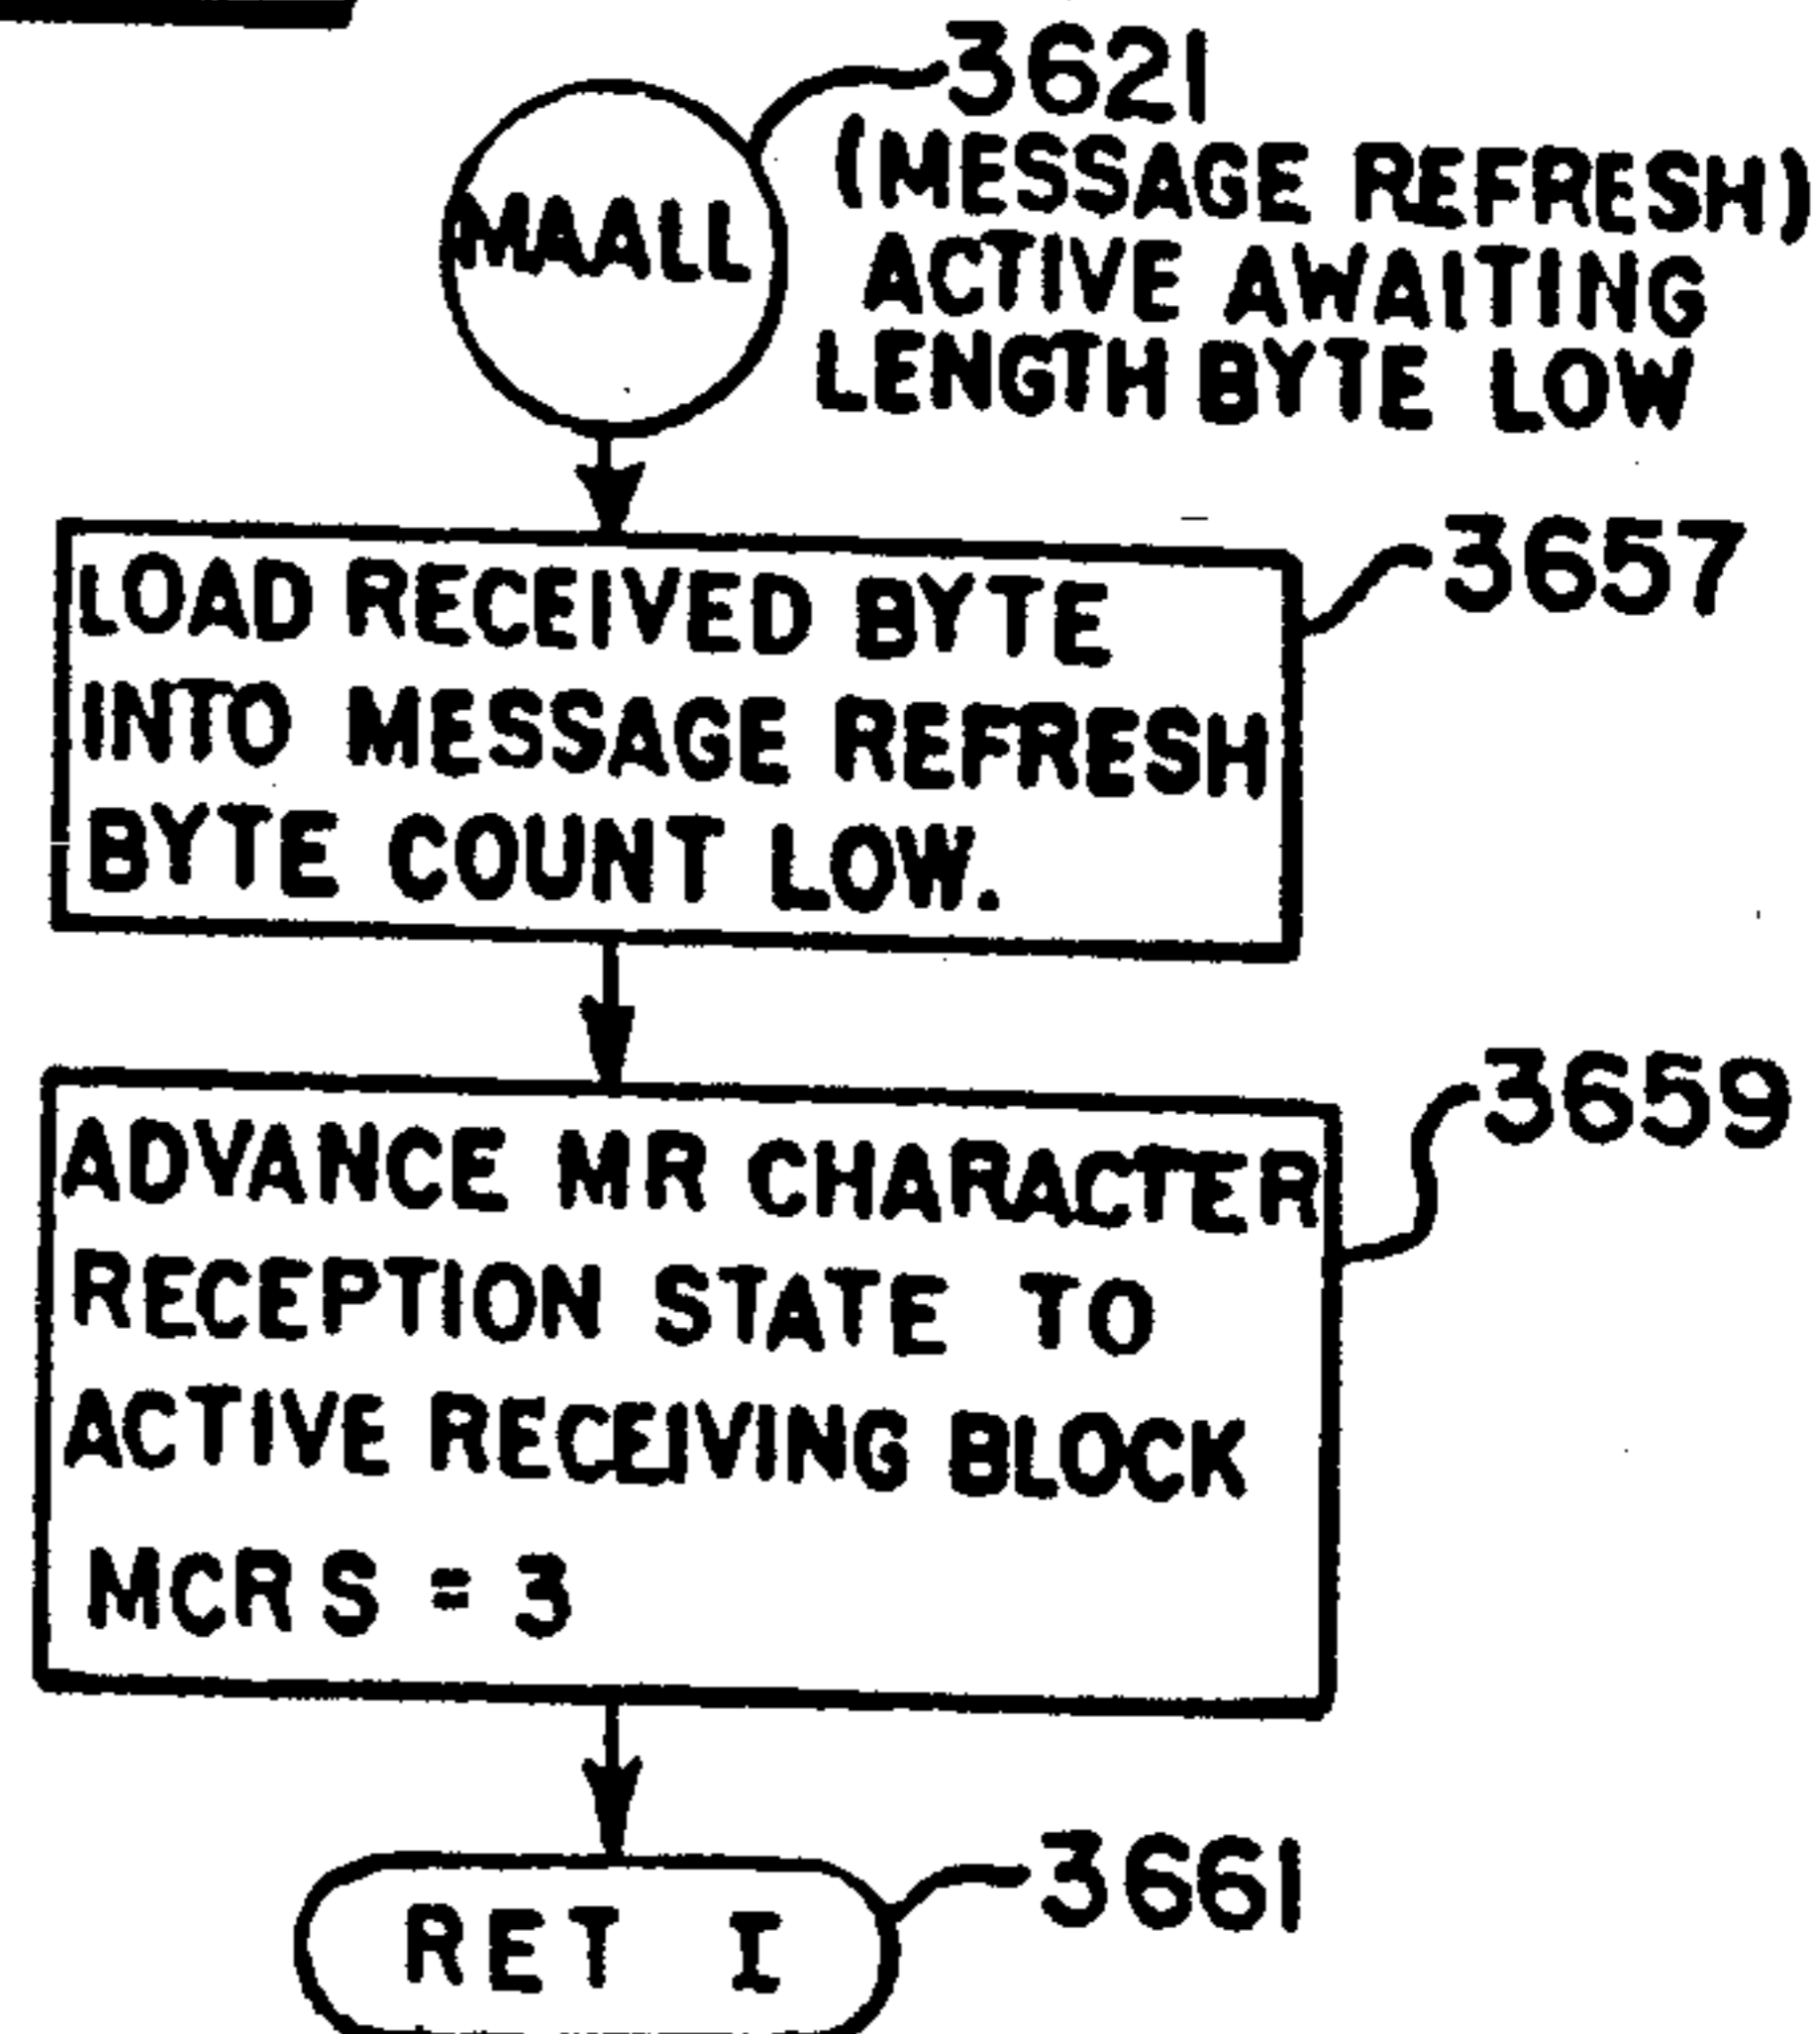 3621
MAALL
(MESSAGE REFRESH)
ACTIVE AWAITING
LENGTH BYTE LOW
3657
LOAD RECEIVED BYTE
INTO MESSAGE REFRESH
BYTE COUNT LOW.
3659
ADVANCE MR CHARACTER
RECEPTION STATE TO
ACTIVE RECEIVING BLOCK
MCRS = 3
3661
RET I